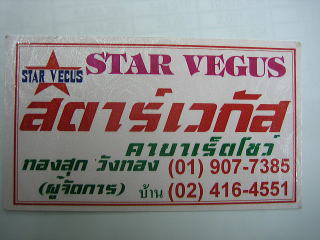 STAR VEGUS
STAR VEGUS
สตาร์เวกัส
คาบาเร็ตโชว์
ทองสุก วังทอง (01) 907-7385
(ผู้จัดการ) บ้าน (02) 416-4551